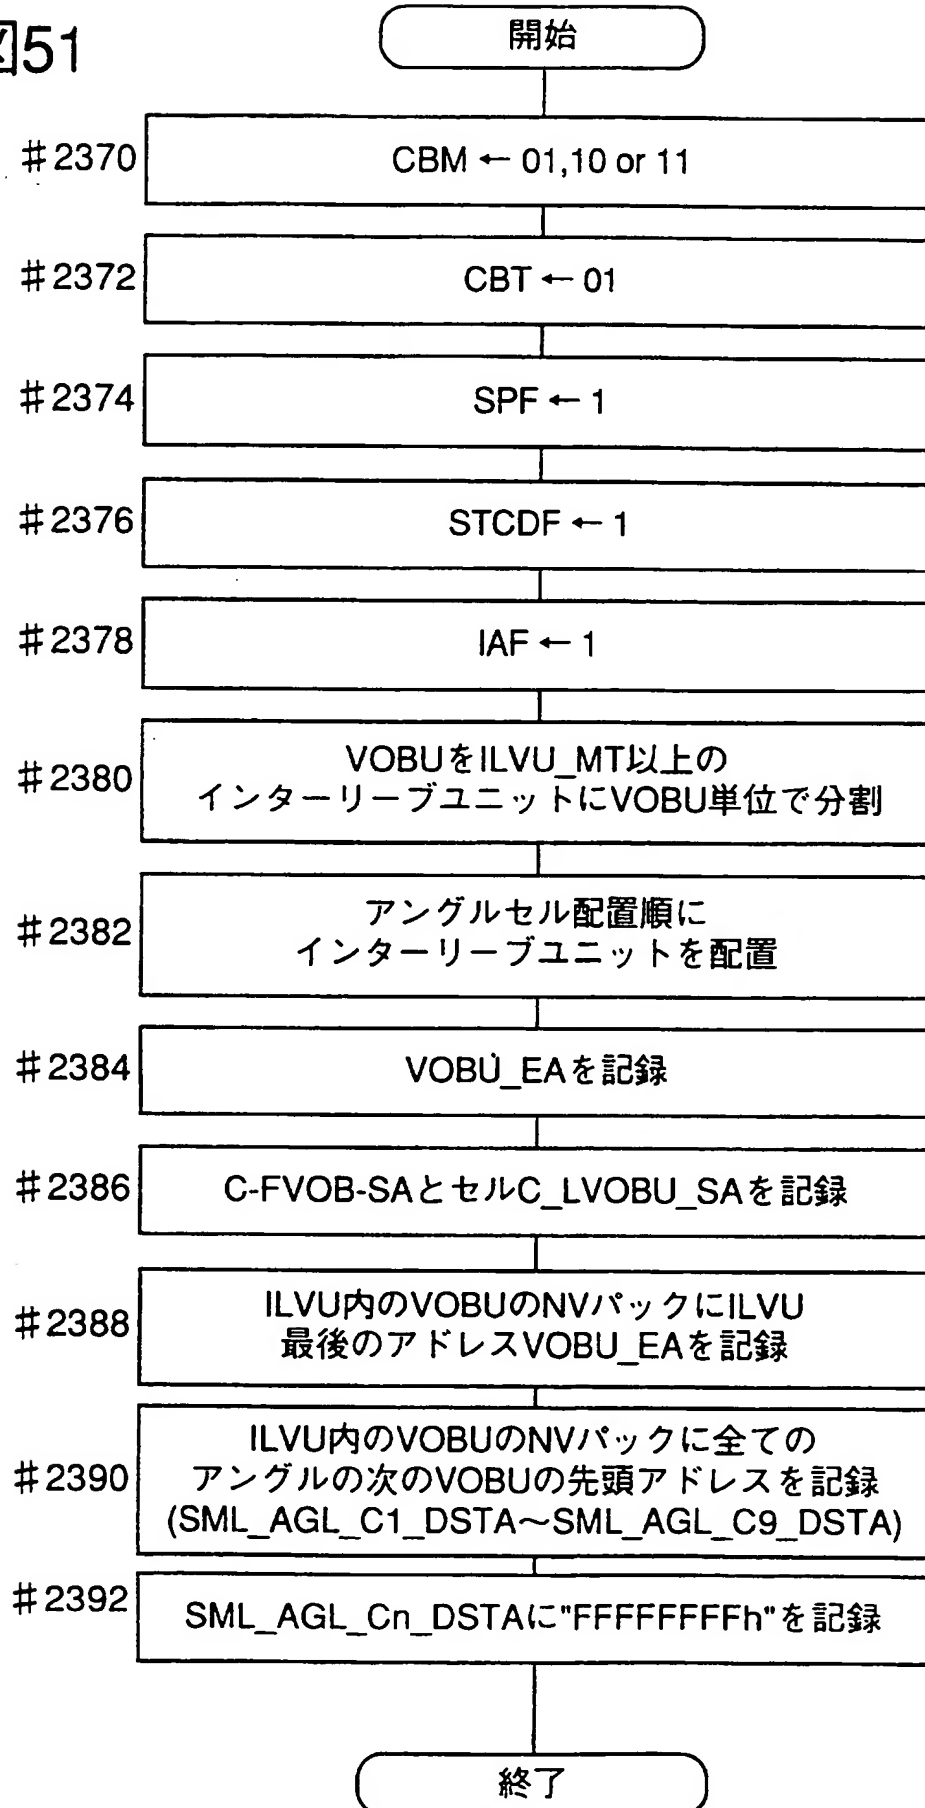 図51
開始
#2370
CBM ← 01,10 or 11
#2372
CBT ← 01
#2374
SPF ← 1
#2376
STCDF ← 1
#2378
IAF ← 1
#2380
VOBUをILVU_MT以上の
インターリーブユニットにVOBU単位で分割
#2382
アングルセル配置順に
インターリーブユニットを配置
#2384
VOBU_EAを記録
#2386
C-FVOB-SAとセルC_LVOBU_SAを記録
#2388
ILVU内のVOBUのNVパックにILVU
最後のアドレスVOBU_EAを記録
#2390
ILVU内のVOBUのNVパックに全ての
アングルの次のVOBUの先頭アドレスを記録
(SML_AGL_C1_DSTA～SML_AGL_C9_DSTA)
#2392
SML_AGL_Cn_DSTAに"FFFFFFFFh"を記録
終了